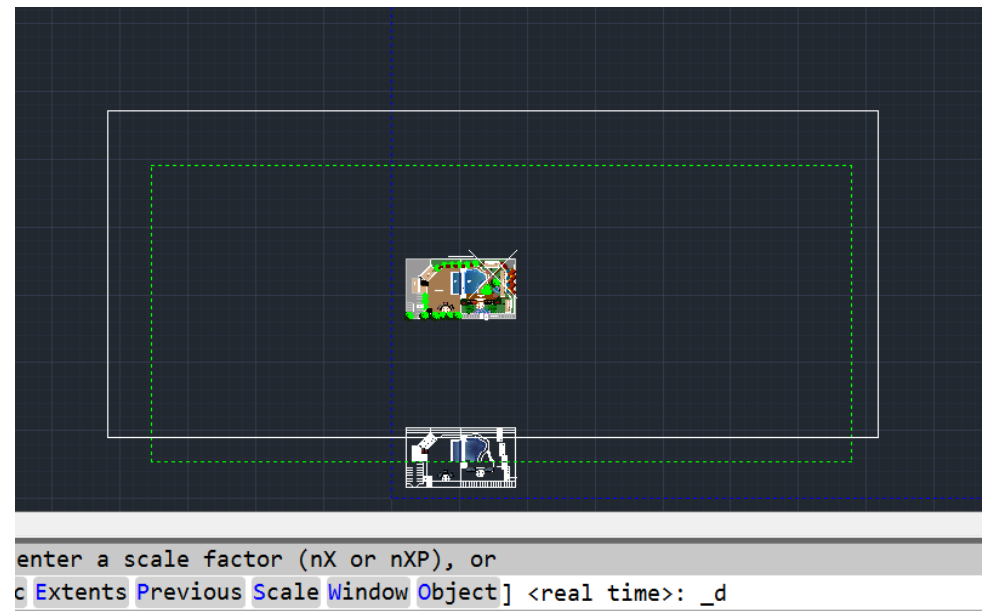 enter a scale factor (nX or nXP), or
c Extents Previous Scale Window Object] <real time>: _d